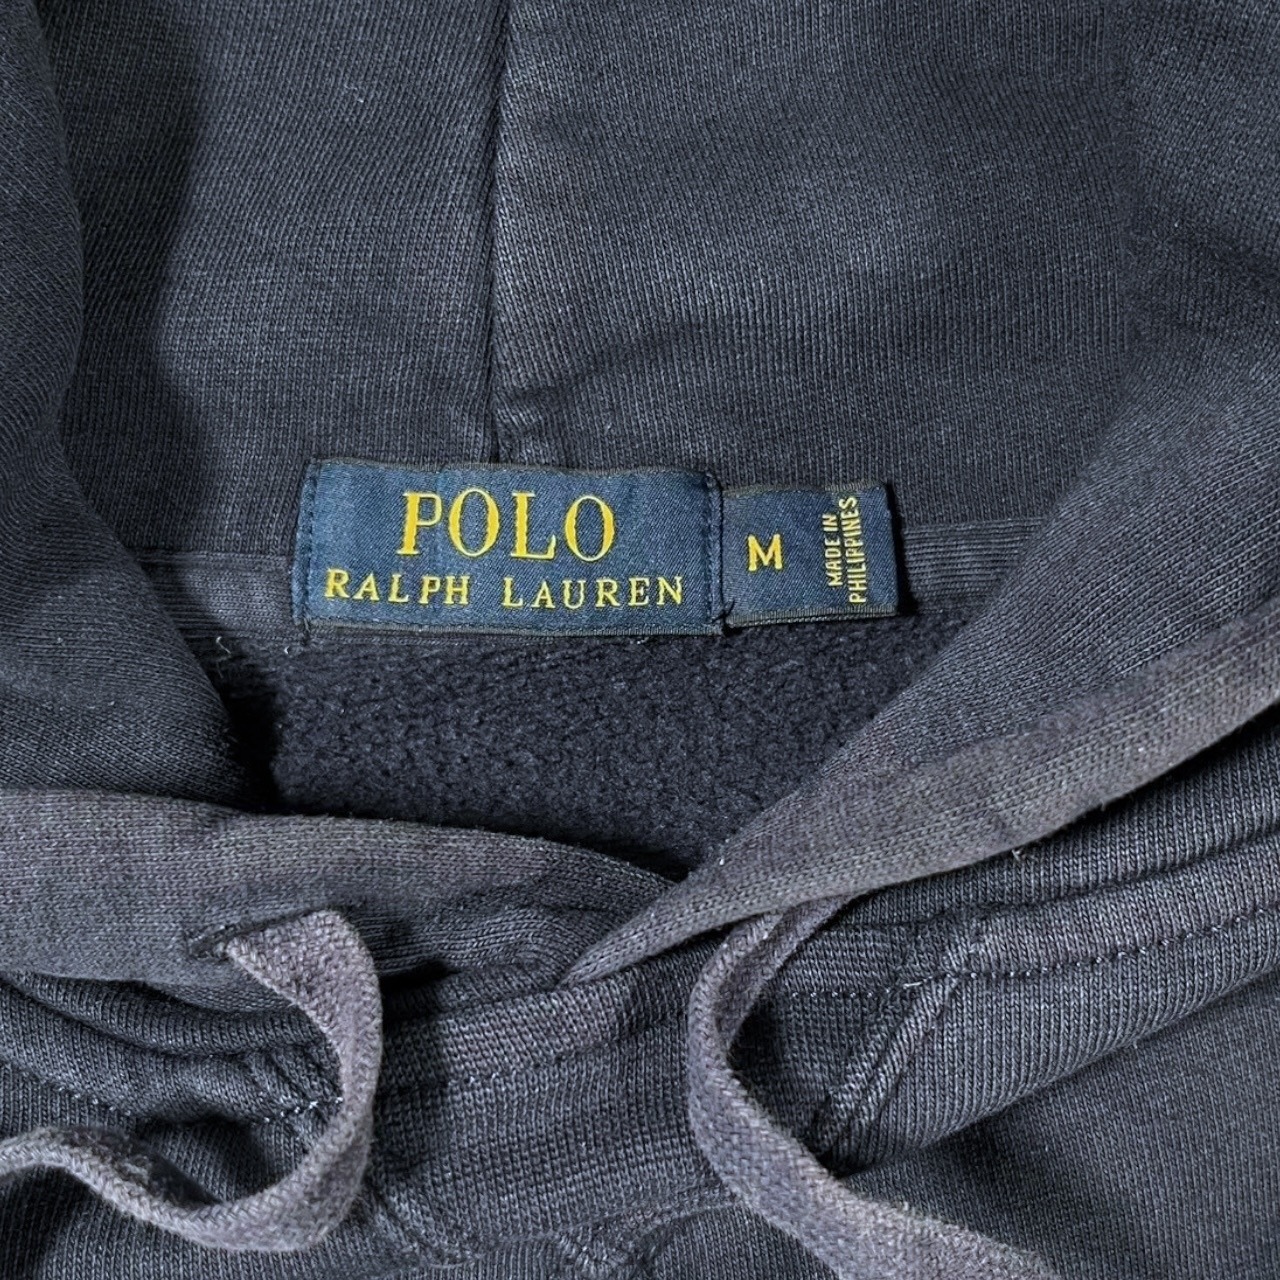 POLO
RALPH LAUREN
M
MADE IN
PHILIPPINES